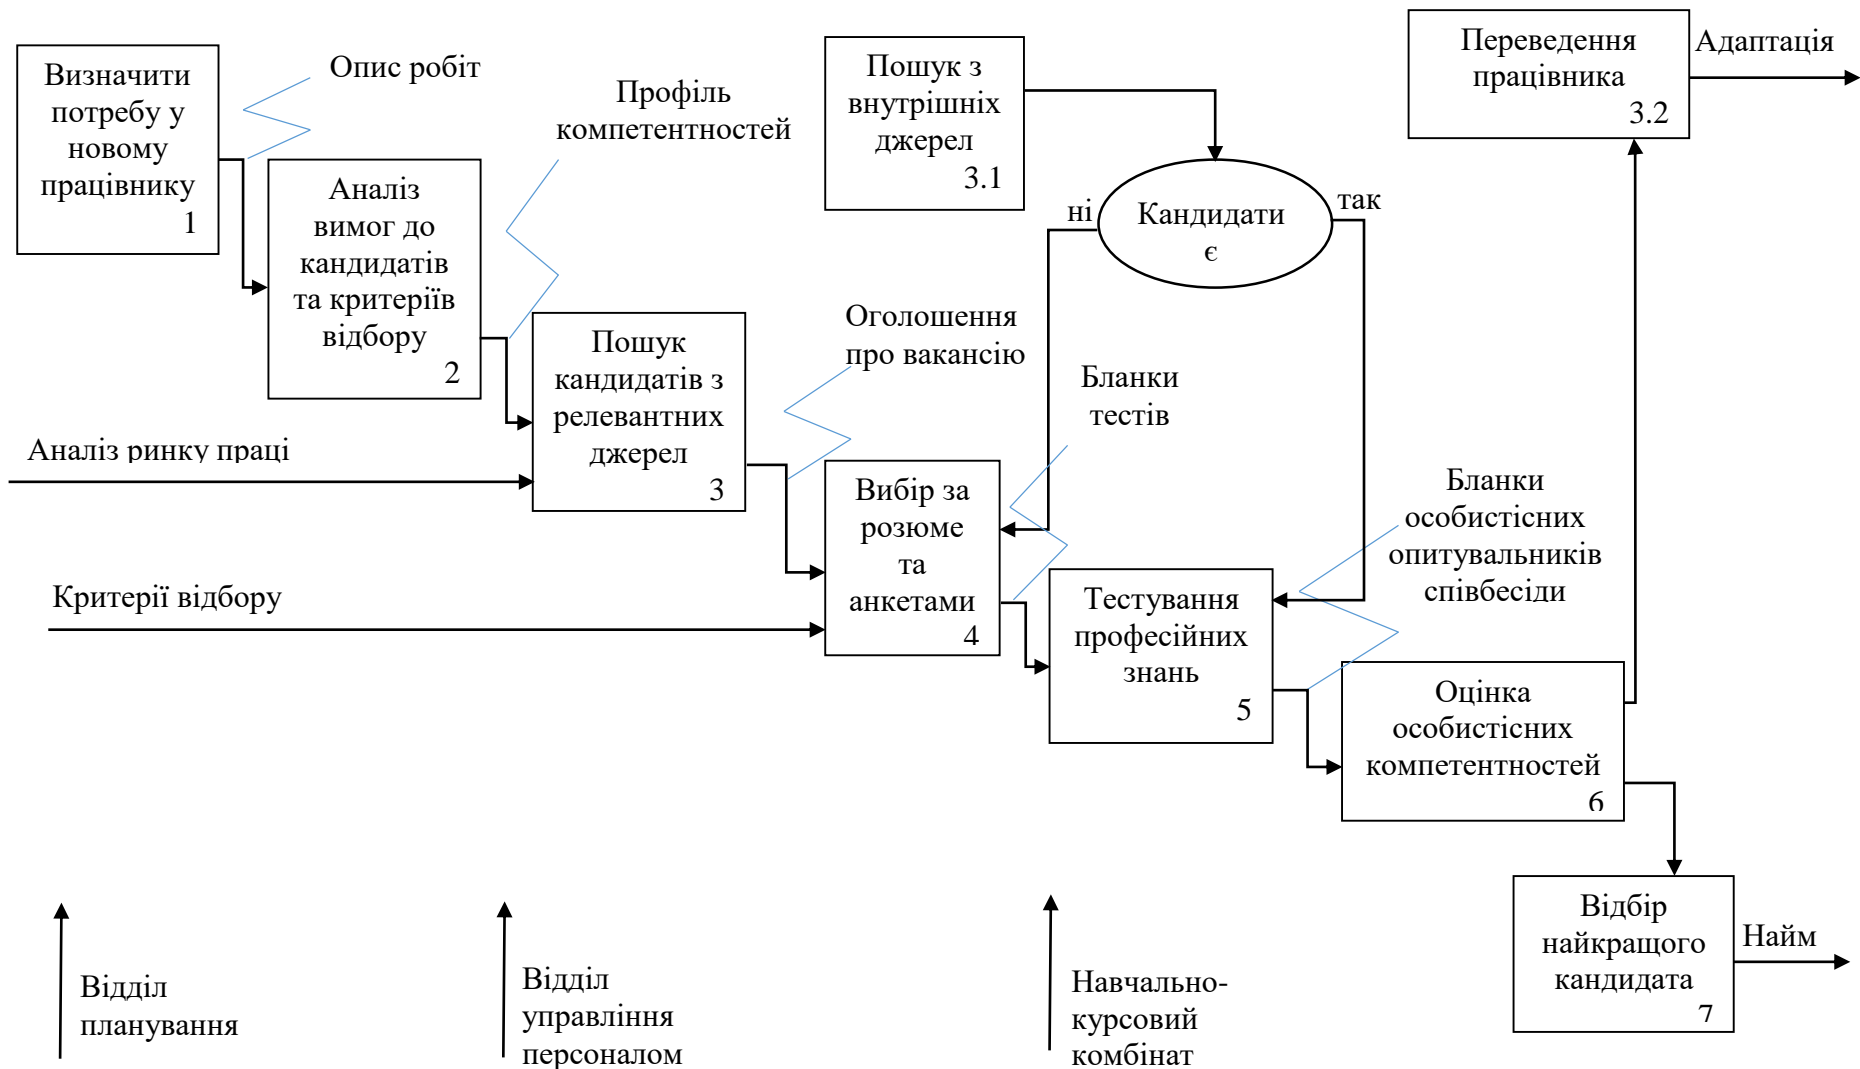 Визначити
потребу у
новому
працівнику
1
Опис робіт
Аналіз
вимог до
кандидатів
та критеріїв
відбору
2
Профіль
компетентностей
Пошук
кандидатів з
релевантних
джерел
3
Аналіз ринку праці
Оголошення
про вакансію
Пошук з
внутрішніх
джерел
3.1
Кандидати
є
ні
так
Переведення
працівника
3.2
Адаптація
Критерії відбору
Вибір за
розюме
та
анкетами
4
Бланки
тестів
Тестування
професійних
знань
5
Бланки
особистісних
опитувальників
співбесіди
Оцінка
особистісних
компетентностей
6
Відбір
найкращого
кандидата
7
Найм
Відділ
планування
Відділ
управління
персоналом
Навчально-
курсовий
комбінат